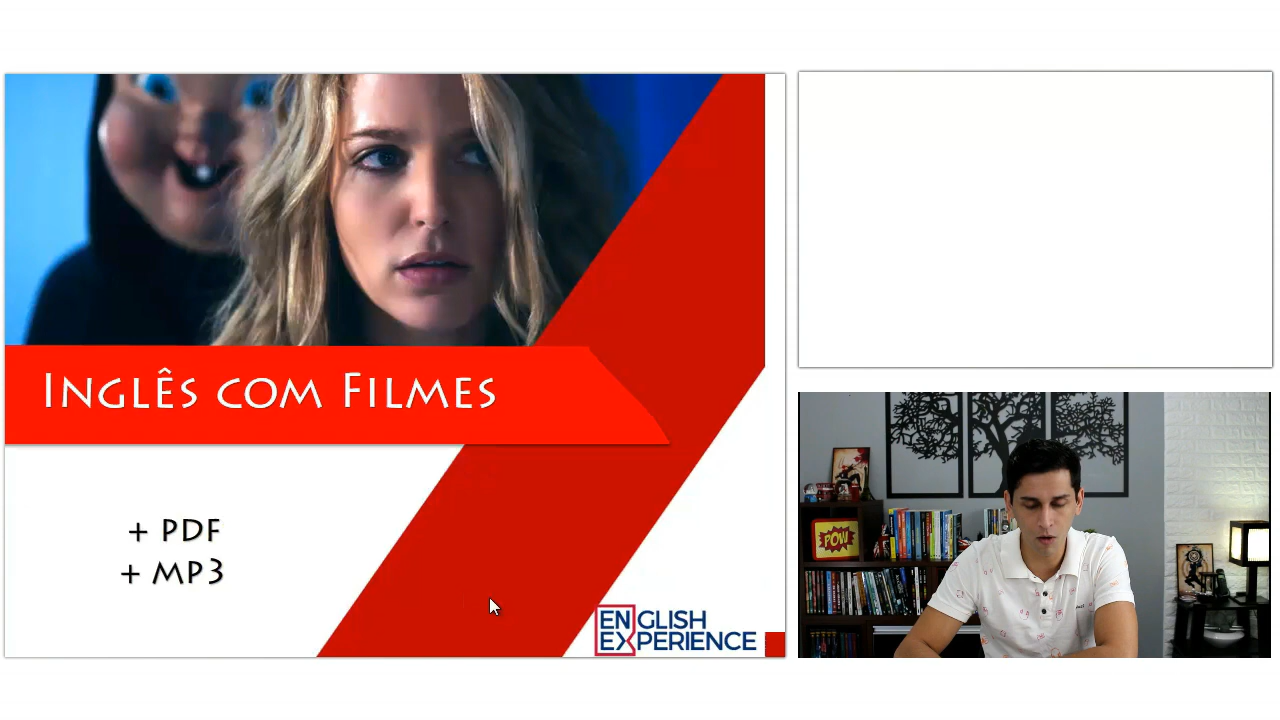 Inglês com Filmes
+ PDF
+ MP3
ENGLISH
EXPERIENCE
POW